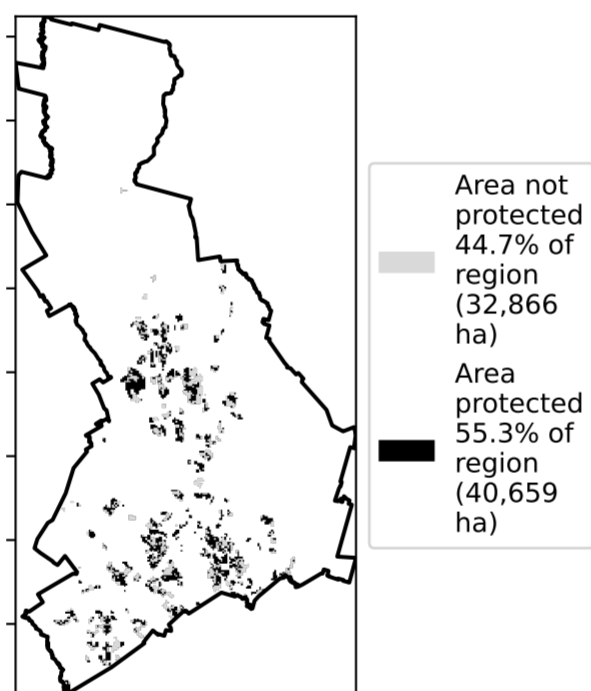 Area not
protected
44.7% of
region
(32,866
ha)
Area
protected
55.3% of
region
(40,659
ha)